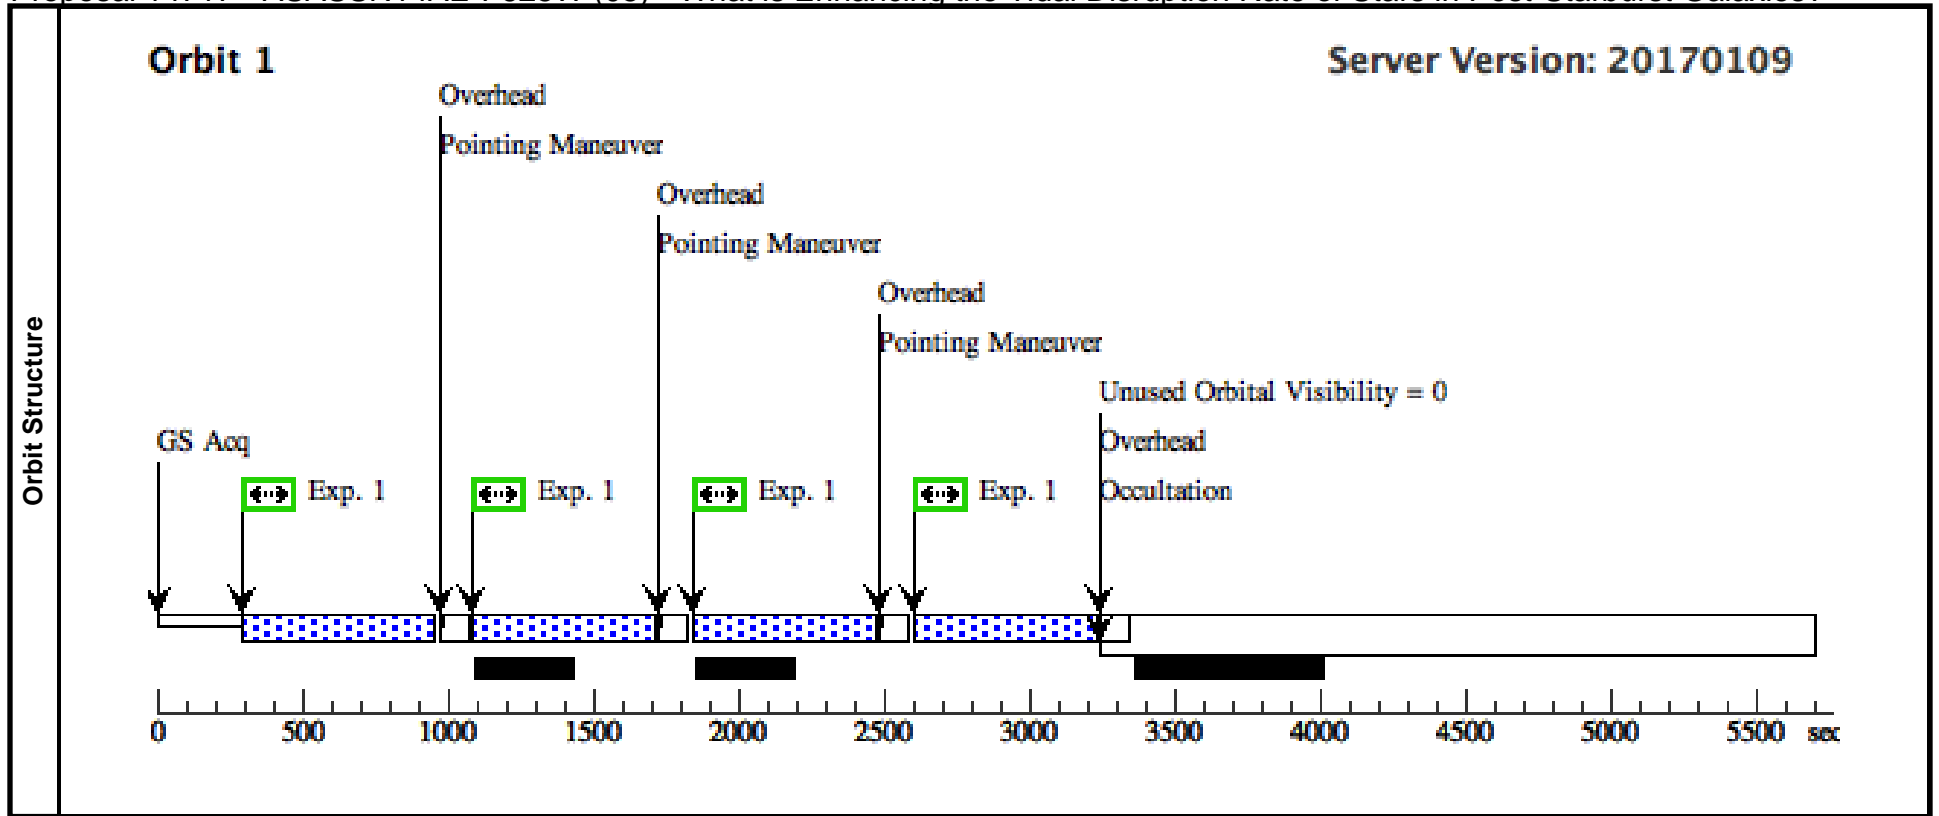 Orbit Structure
Orbit 1
Server Version: 20170109
Overhead
Pointing Maneuver
Overhead
Pointing Maneuver
Overhead
Pointing Maneuver
Unused Orbital Visibility = 0
Overhead
Occultation
GS Acq
Exp. 1
Exp. 1
Exp. 1
Exp. 1
0 500 1000 1500 2000 2500 3000 3500 4000 4500 5000 5500 sec